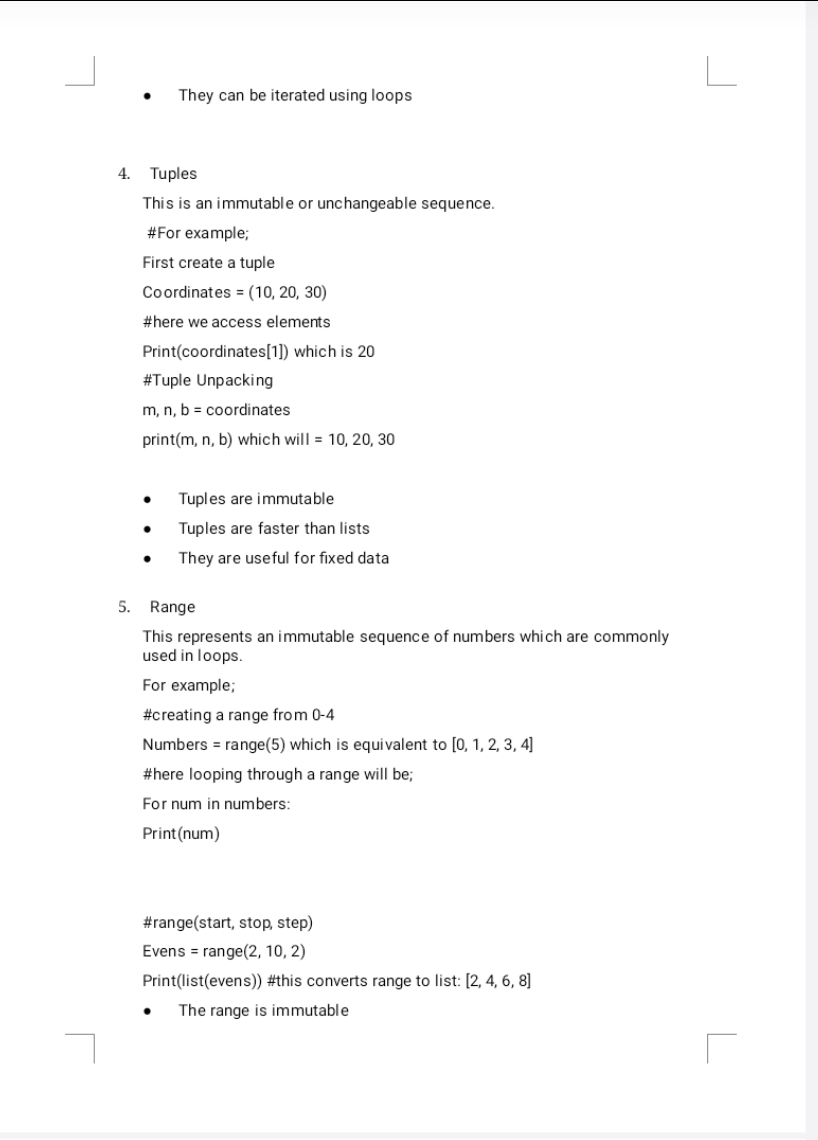 • They can be iterated using loops
4. Tuples
This is an immutable or unchangeable sequence.
#For example;
First create a tuple
Coordinates = (10, 20, 30)
#here we access elements
Print(coordinates[1]) which is 20
#Tuple Unpacking
m, n, b = coordinates
print(m, n, b) which will = 10, 20, 30
• Tuples are immutable
• Tuples are faster than lists
• They are useful for fixed data
5. Range
This represents an immutable sequence of numbers which are commonly
used in loops.
For example;
#creating a range from 0-4
Numbers = range(5) which is equivalent to [0, 1, 2, 3, 4]
#here looping through a range will be;
For num in numbers:
Print(num)
#range(start, stop, step)
Evens = range(2, 10, 2)
Print(list(evens)) #this converts range to list: [2, 4, 6, 8]
• The range is immutable